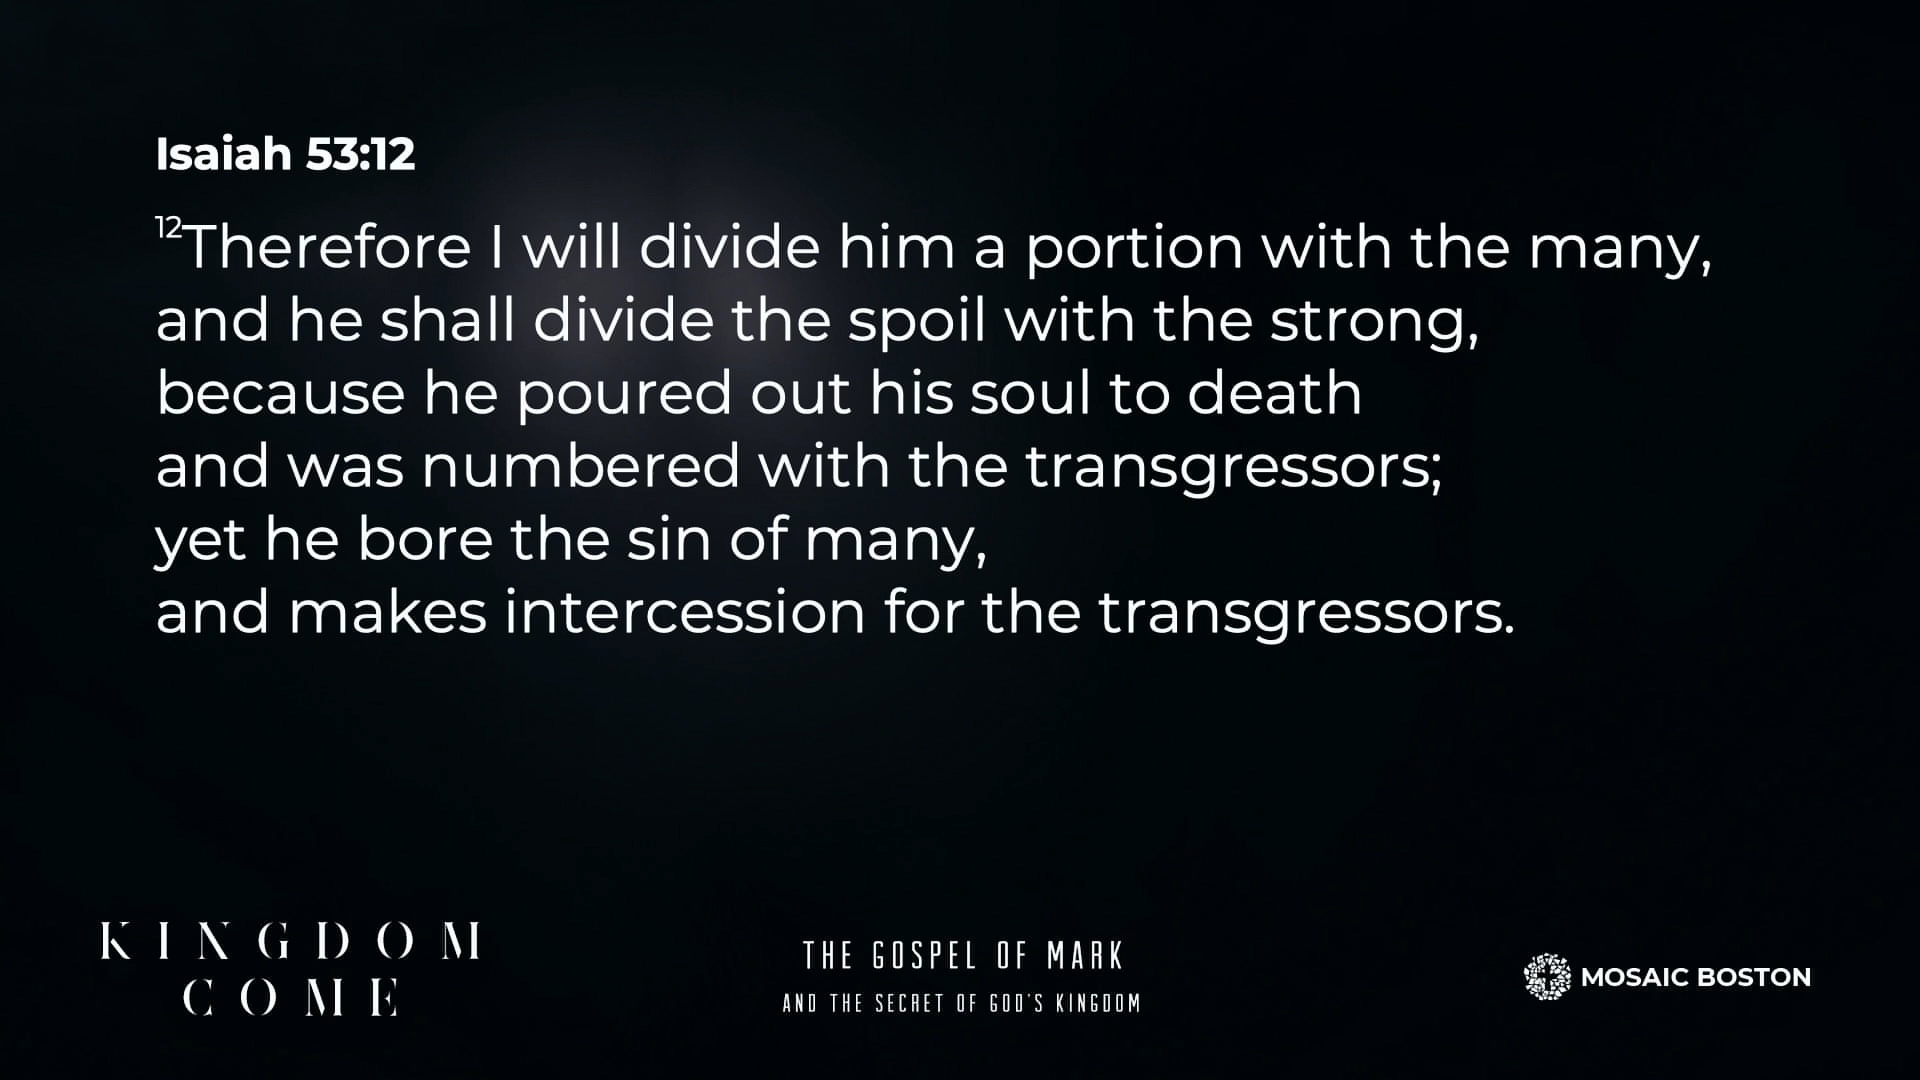 Isaiah 53:12
12Therefore I will divide him a portion with the many,
and he shall divide the spoil with the strong,
because he poured out his soul to death
and was numbered with the transgressors;
yet he bore the sin of many,
and makes intercession for the transgressors.
KINGDOM
COME
THE GOSPEL OF MARK
AND THE SECRET OF GOD'S KINGDOM
MOSAIC BOSTON